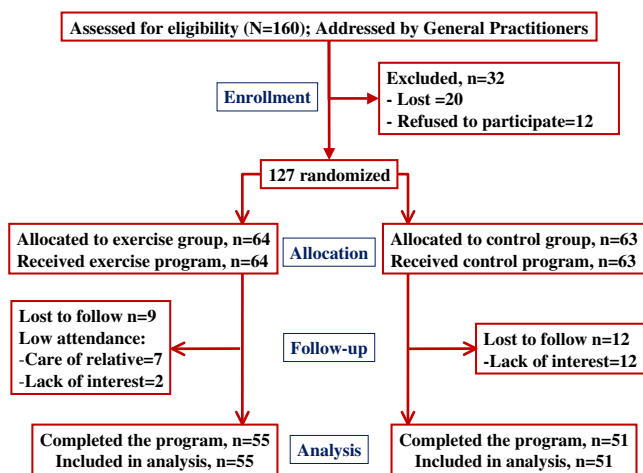 Assessed for eligibility (N=160); Addressed by General Practitioners
Excluded, n=32
- Lost =20
- Refused to participate=12
Enrollment
127 randomized
Allocated to exercise group, n=64
Received exercise program, n=64
Allocation
Allocated to control group, n=63
Received control program, n=63
Lost to follow n=9
Low attendance:
-Care of relative=7
-Lack of interest=2
Follow-up
Lost to follow n=12
-Lack of interest=12
Completed the program, n=55
Included in analysis, n=55
Analysis
Completed the program, n=51
Included in analysis, n=51